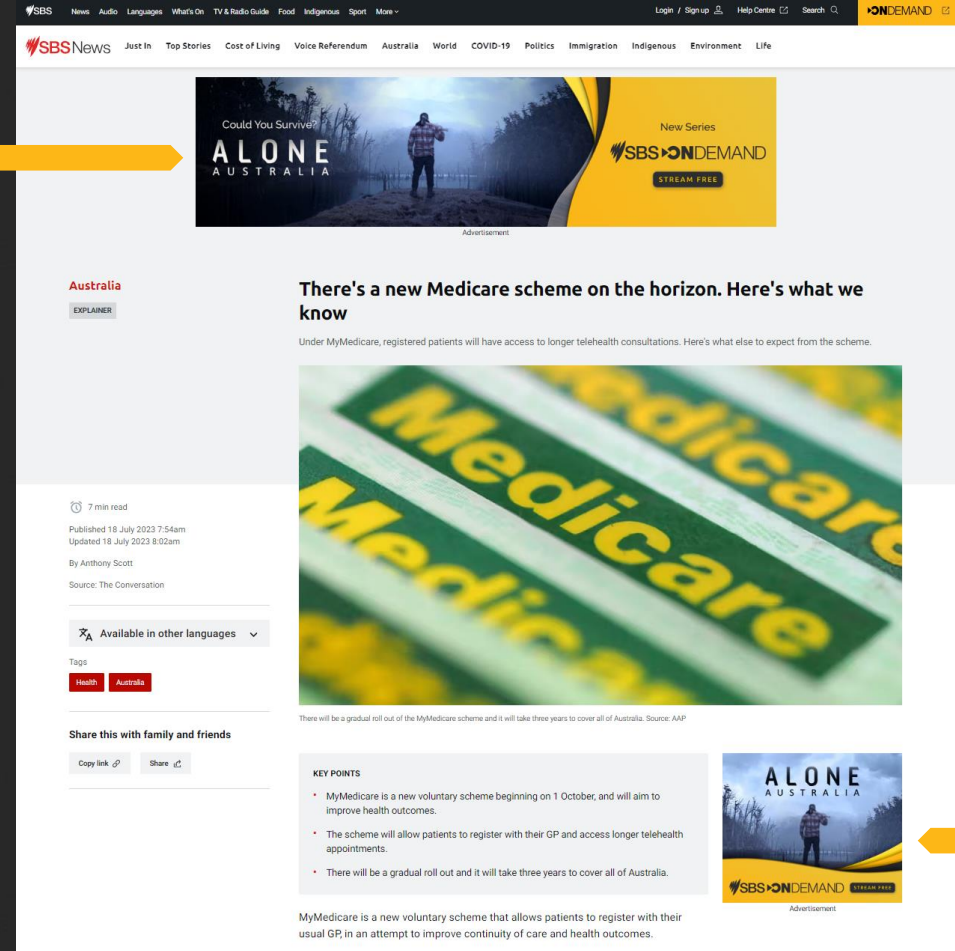 SBS News Audio Languages What's On TV & Radio Guide Food Indigenous Sport More Login / Sign up Help Centre Search ONDEMAND
SBS News Just In Top Stories Cost of Living Voice Referendum Australia World COVID-19 Politics Immigration Indigenous Environment Life
Could You Survive?
ALONE
AUSTRALIA
New Series
SBS ONDEMAND
STREAM FREE
Advertisement
Australia
EXPLAINER
There's a new Medicare scheme on the horizon. Here's what we
know
Under MyMedicare, registered patients will have access to longer telehealth consultations. Here's what else to expect from the scheme.
Medicare
Medicare
Medicare
Medicare
7 min read
Published 18 July 2023 7:54am
Updated 18 July 2023 8:02am
By Anthony Scott
Source: The Conversation
Available in other languages
Tags
Health Australia
Share this with family and friends
Copy link Share
There will be a gradual roll out of the MyMedicare scheme and it will take three years to cover all of Australia. Source: AAP
KEY POINTS
• MyMedicare is a new voluntary scheme beginning on 1 October, and will aim to
improve health outcomes.
• The scheme will allow patients to register with their GP and access longer telehealth
appointments.
• There will be a gradual roll out and it will take three years to cover all of Australia.
ALONE
AUSTRALIA
SBS ONDEMAND STREAM FREE
Advertisement
MyMedicare is a new voluntary scheme that allows patients to register with their
usual GP, in an attempt to improve continuity of care and health outcomes.